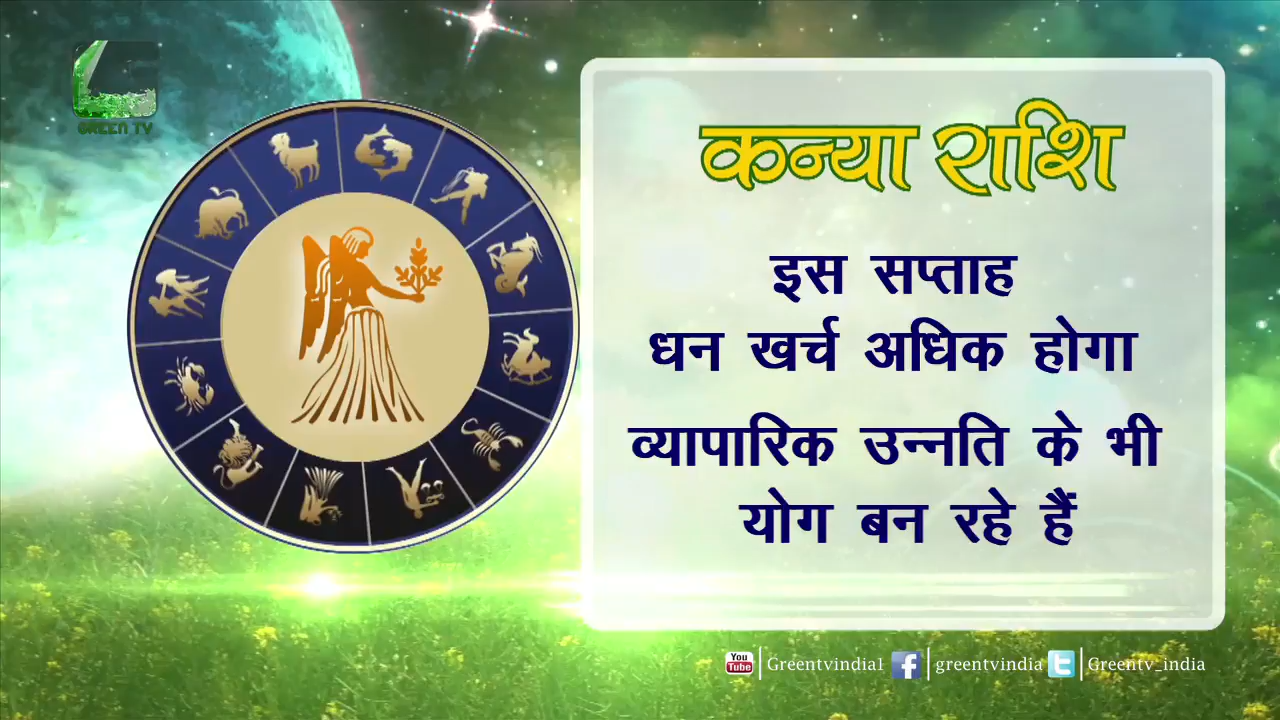 GREEN TV
कन्या राशि
इस सप्ताह
धन खर्च अधिक होगा
व्यापारिक उन्नति के भी
योग बन रहे हैं
You Tube Greentvindia1 f greentvindia t Greentv_india